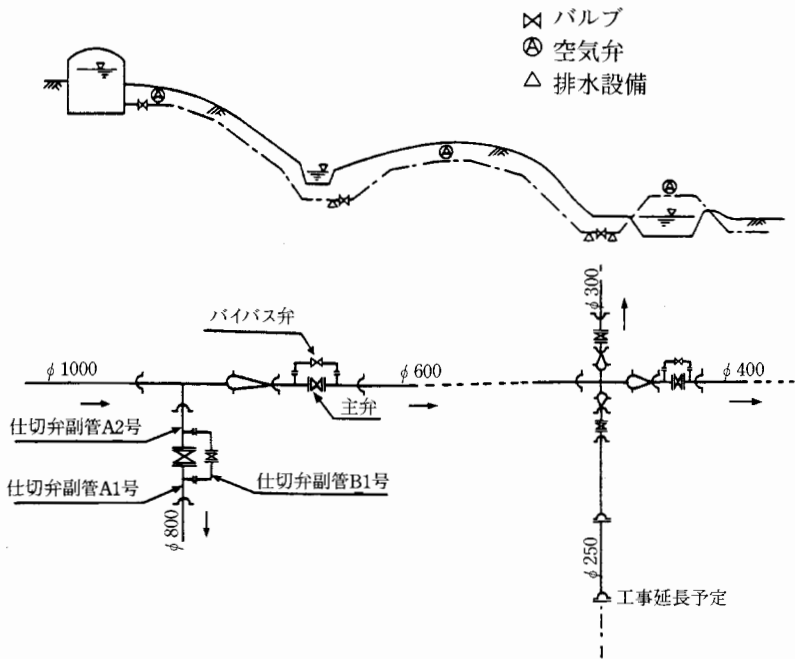 バルブ
Ⓐ 空気弁
排水設備
Ⓐ
Ⓐ
Ⓐ
バイパス弁
φ1000
φ600
φ300
φ400
主弁
仕切弁副管A2号
仕切弁副管A1号
仕切弁副管B1号
φ800
φ250
工事延長予定